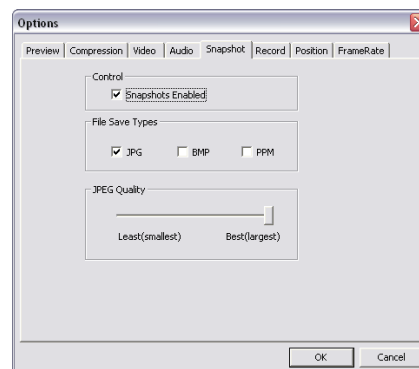 Options
Preview Compression Video Audio Snapshot Record Position FrameRate
Control
Snapshots Enabled
File Save Types
JPG BMP PPM
JPEG Quality
Least(smallest) Best(largest)
OK Cancel